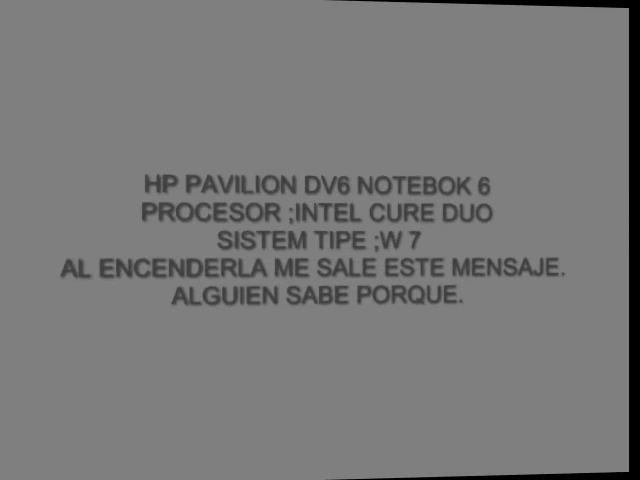 HP PAVILION DV6 NOTEBOK 6
PROCESOR ;INTEL CURE DUO
SISTEM TIPE ;W 7
AL ENCENDERLA ME SALE ESTE MENSAJE.
ALGUIEN SABE PORQUE.